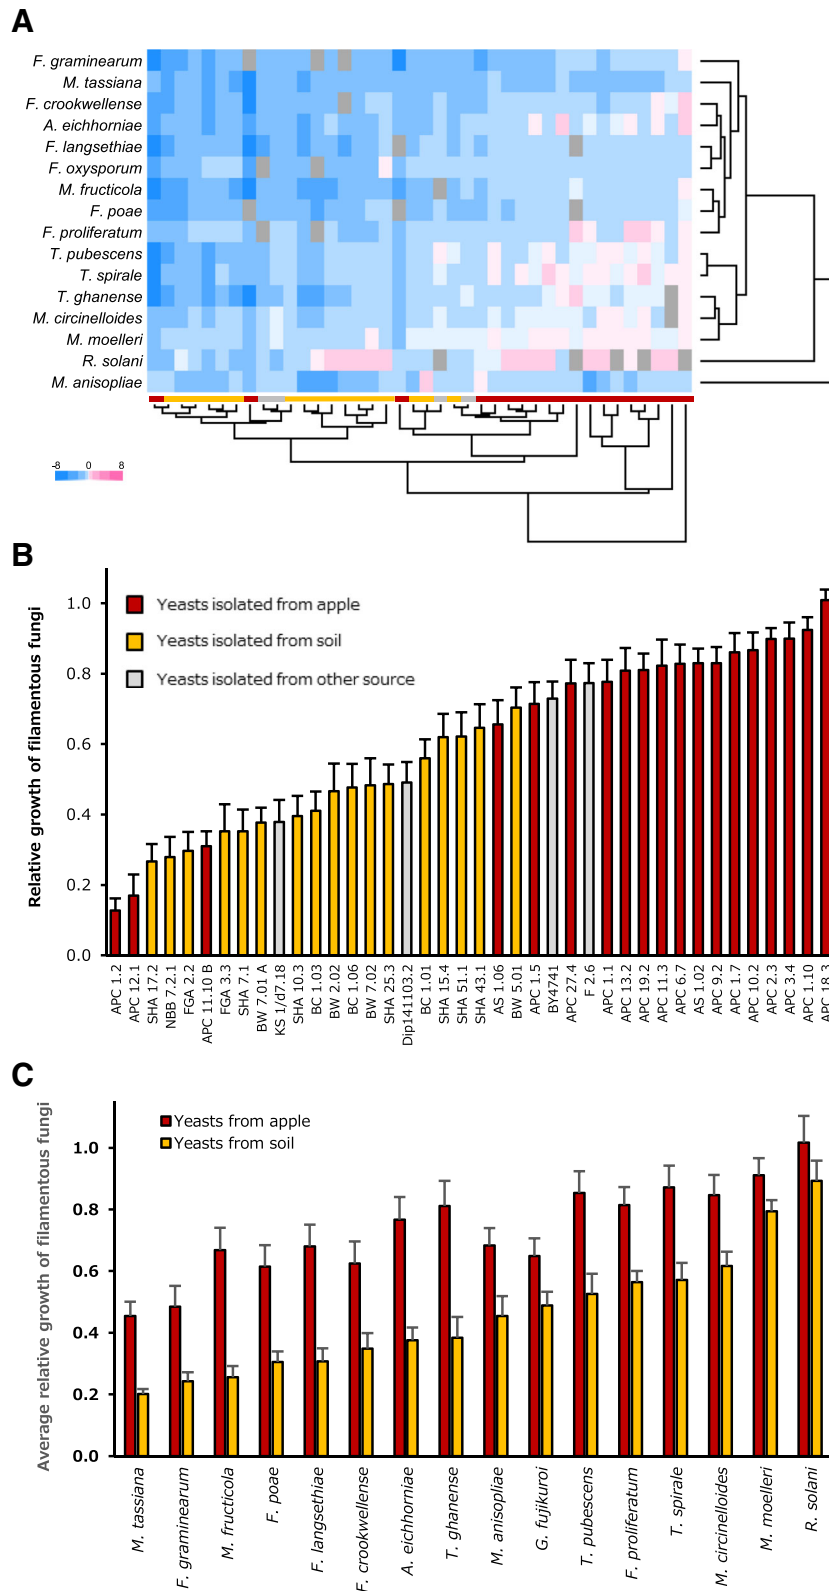 A
F. graminearum
M. tassiana
F. crookwellense
A. eichhorniae
F. langsethiae
F. oxysporum
M. fructicola
F. poae
F. proliferatum
T. pubescens
T. spirale
T. ghanense
M. circinelloides
M. moelleri
R. solani
M. anisopliae
-8 0 8
B
Relative growth of filamentous fungi
1.0
0.8
0.6
0.4
0.2
0.0
Yeasts isolated from apple
Yeasts isolated from soil
Yeasts isolated from other source
APC 1.2
APC 12.1
SHA 17.2
NBB 7.2.1
FGA 2.2
APC 11.10 B
FGA 3.3
SHA 7.1
BW 7.01 A
KS 1/d7.18
SHA 10.3
BC 1.03
BW 2.02
BC 1.06
BW 7.02
SHA 25.3
Dip141103.2
BC 1.01
SHA 15.4
SHA 51.1
SHA 43.1
AS 1.06
BW 5.01
APC 1.5
BY4741
APC 27.4
F 2.6
APC 1.1
APC 13.2
APC 19.2
APC 11.3
APC 6.7
AS 1.02
APC 9.2
APC 1.7
APC 10.2
APC 2.3
APC 3.4
APC 1.10
APC 18.3
C
Average relative growth of filamentous fungi
1.0
0.8
0.6
0.4
0.2
0.0
Yeasts from apple
Yeasts from soil
M. tassiana
F. graminearum
M. fructicola
F. poae
F. langsethiae
F. crookwellense
A. eichhorniae
T. ghanense
M. anisopliae
G. fujikuroi
T. pubescens
F. proliferatum
T. spirale
M. circinelloides
M. moelleri
R. solani